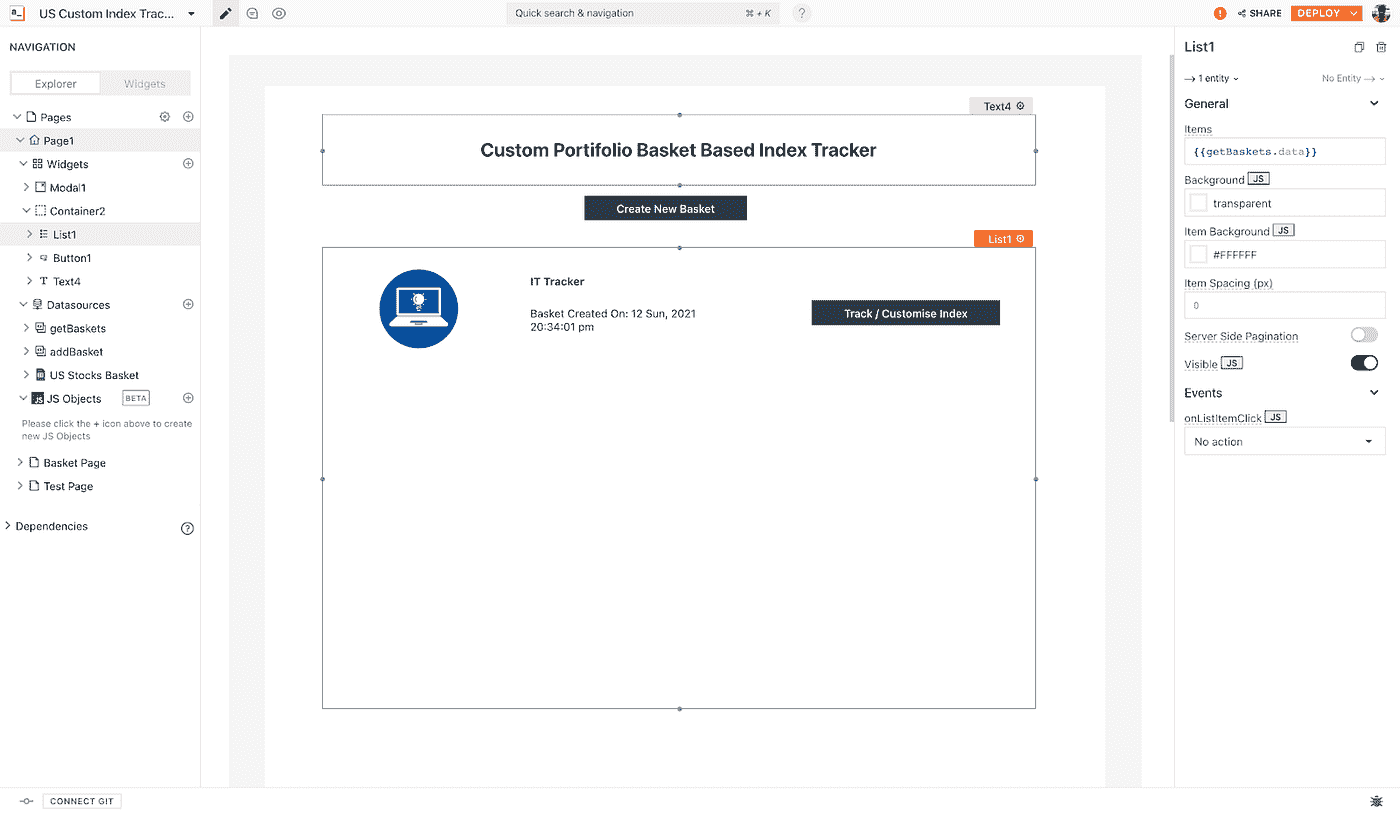 a_
US Custom Index Trac...
Quick search & navigation
⌘ + K
?
!
SHARE
DEPLOY
NAVIGATION
Explorer
Widgets
Pages
Page1
Widgets
Modal1
Container2
List1
Button1
Text4
Datasources
getBaskets
addBasket
US Stocks Basket
JS
JS Objects
BETA
Please click the + icon above to create
new JS Objects
Basket Page
Test Page
Dependencies
?
CONNECT GIT
Text4
Custom Portifolio Basket Based Index Tracker
Create New Basket
List1
IT Tracker
Basket Created On: 12 Sun, 2021
20:34:01 pm
Track / Customise Index
List1
→ 1 entity
No Entity →
General
Items
{{getBaskets.data}}
Background JS
transparent
Item Background JS
#FFFFFF
Item Spacing (px)
0
Server Side Pagination
Visible JS
Events
onListItemClick JS
No action